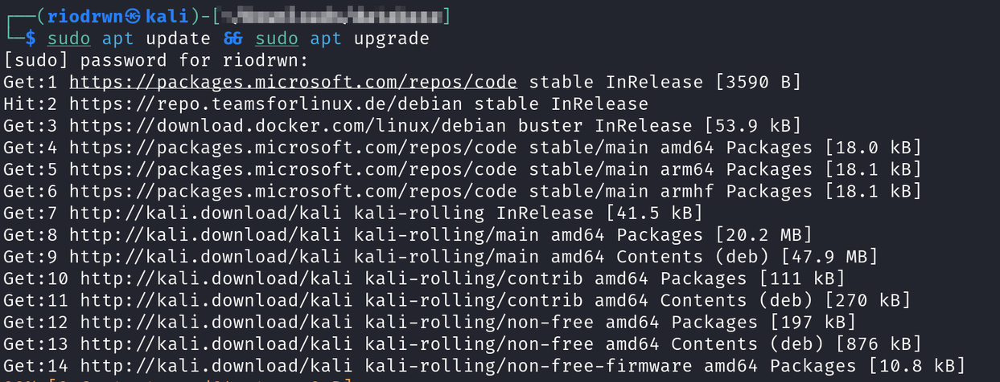 ┌──(riodrwn㉿kali)-[]
└─$ sudo apt update && sudo apt upgrade
[sudo] password for riodrwn:
Get:1 https://packages.microsoft.com/repos/code stable InRelease [3590 B]
Hit:2 https://repo.teamsforlinux.de/debian stable InRelease
Get:3 https://download.docker.com/linux/debian buster InRelease [53.9 kB]
Get:4 https://packages.microsoft.com/repos/code stable/main amd64 Packages [18.0 kB]
Get:5 https://packages.microsoft.com/repos/code stable/main arm64 Packages [18.1 kB]
Get:6 https://packages.microsoft.com/repos/code stable/main armhf Packages [18.1 kB]
Get:7 http://kali.download/kali kali-rolling InRelease [41.5 kB]
Get:8 http://kali.download/kali kali-rolling/main amd64 Packages [20.2 MB]
Get:9 http://kali.download/kali kali-rolling/main amd64 Contents (deb) [47.9 MB]
Get:10 http://kali.download/kali kali-rolling/contrib amd64 Packages [111 kB]
Get:11 http://kali.download/kali kali-rolling/contrib amd64 Contents (deb) [270 kB]
Get:12 http://kali.download/kali kali-rolling/non-free amd64 Packages [197 kB]
Get:13 http://kali.download/kali kali-rolling/non-free amd64 Contents (deb) [876 kB]
Get:14 http://kali.download/kali kali-rolling/non-free-firmware amd64 Packages [10.8 kB]